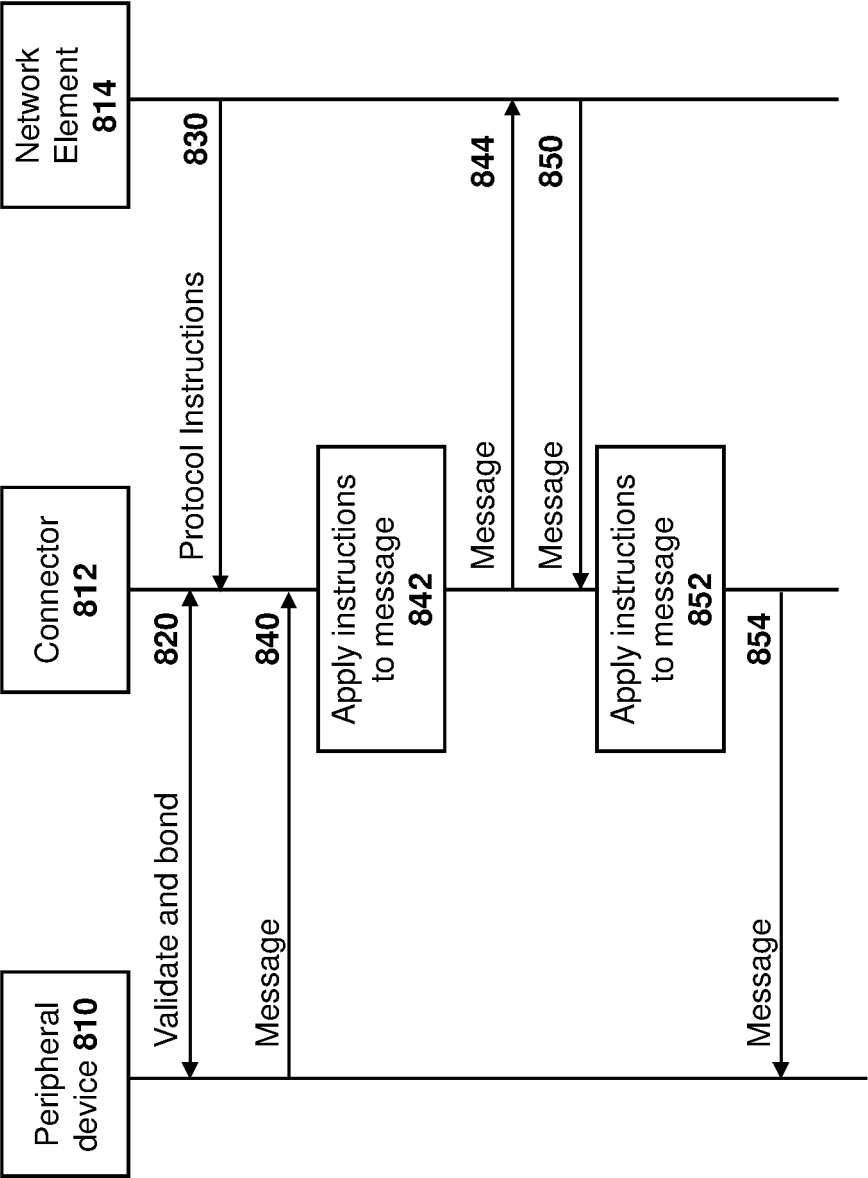 Peripheral
device 810
Connector
812
Network
Element
814
Validate and bond
820
Protocol Instructions
830
Message
840
Apply instructions
to message
842
Message
844
Message
850
Apply instructions
to message
852
Message
854